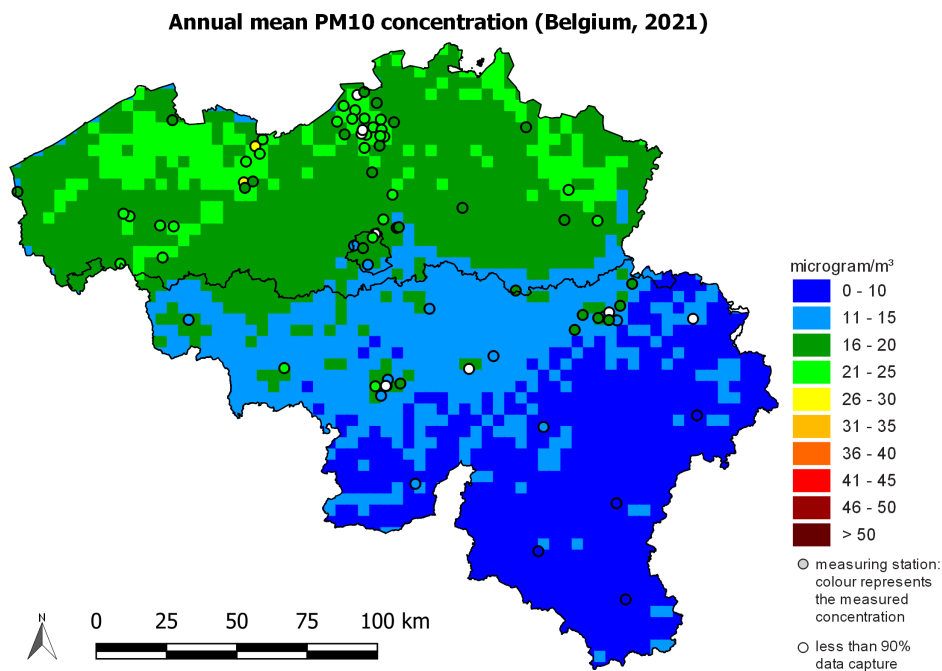 Annual mean PM10 concentration (Belgium, 2021)
microgram/m³
0 - 10
11 - 15
16 - 20
21 - 25
26 - 30
31 - 35
36 - 40
41 - 45
46 - 50
> 50
measuring station:
colour represents
the measured
concentration
less than 90%
data capture
N
0 25 50 75 100 km